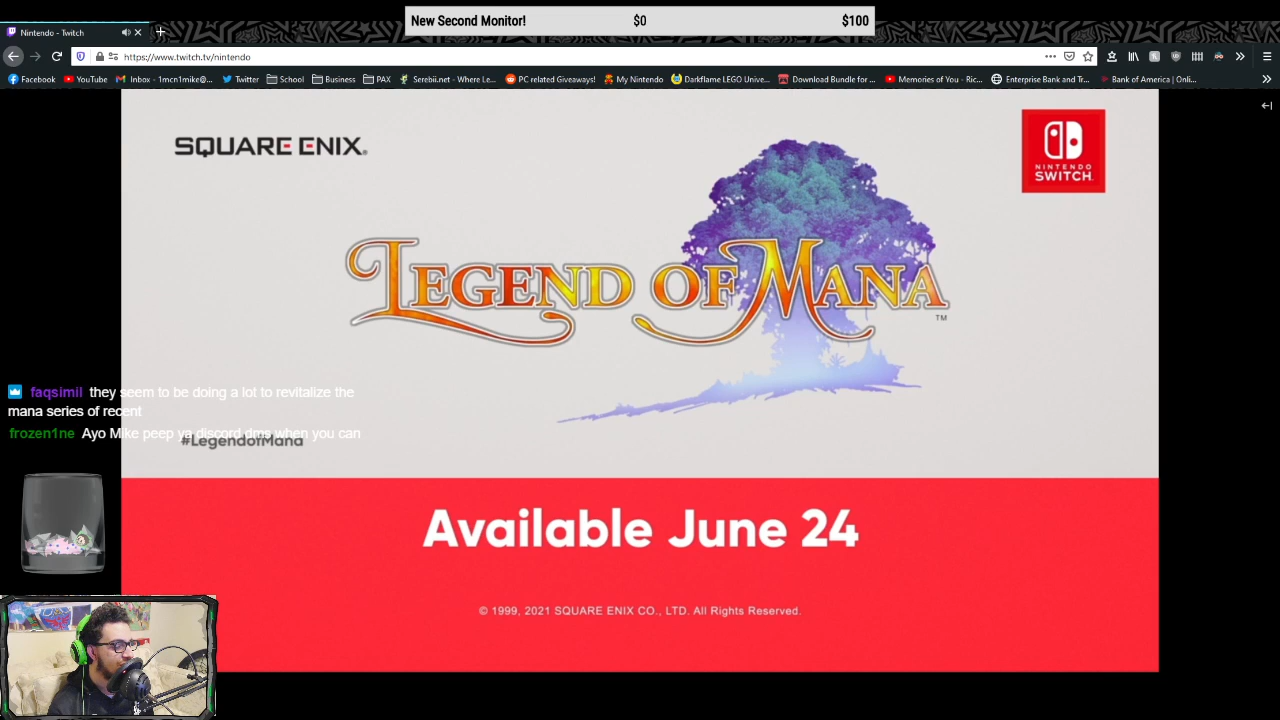 New Second Monitor! $0 $100
Nintendo - Twitch
https://www.twitch.tv/nintendo
Facebook YouTube Inbox - 1mcn1mike@... Twitter School Business PAX Serebii.net - Where Le... PC related Giveaways! My Nintendo Darkflame LEGO Unive... Download Bundle for ... Memories of You - Ric... Enterprise Bank and Tr... Bank of America | Onli...
SQUARE ENIX
NINTENDO
SWITCH
LEGEND OF MANA
TM
faqsimil they seem to be doing a lot to revitalize the
mana series of recent
frozen1ne Ayo Mike peep ya discord dms when you can
#LegendofMana
Available June 24
© 1999, 2021 SQUARE ENIX CO., LTD. All Rights Reserved.